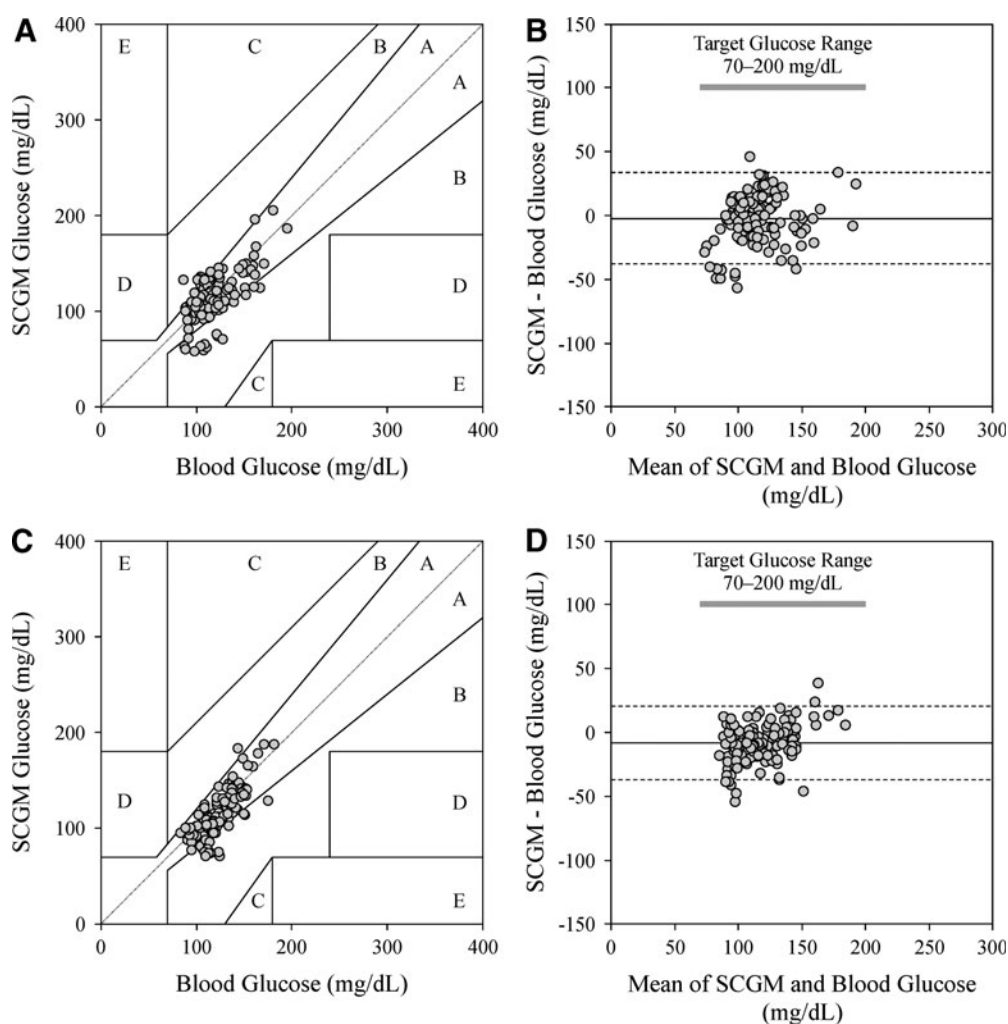 A
SCGM Glucose (mg/dL)
400
300
200
100
0
E
C
B
A
A
B
D
D
C
E
0
100
200
300
400
Blood Glucose (mg/dL)
B
SCGM - Blood Glucose (mg/dL)
150
100
50
0
-50
-100
-150
Target Glucose Range
70–200 mg/dL
0
50
100
150
200
250
300
Mean of SCGM and Blood Glucose
(mg/dL)
C
SCGM Glucose (mg/dL)
400
300
200
100
0
E
C
B
A
A
B
D
D
C
E
0
100
200
300
400
Blood Glucose (mg/dL)
D
SCGM - Blood Glucose (mg/dL)
150
100
50
0
-50
-100
-150
Target Glucose Range
70–200 mg/dL
0
50
100
150
200
250
300
Mean of SCGM and Blood Glucose
(mg/dL)